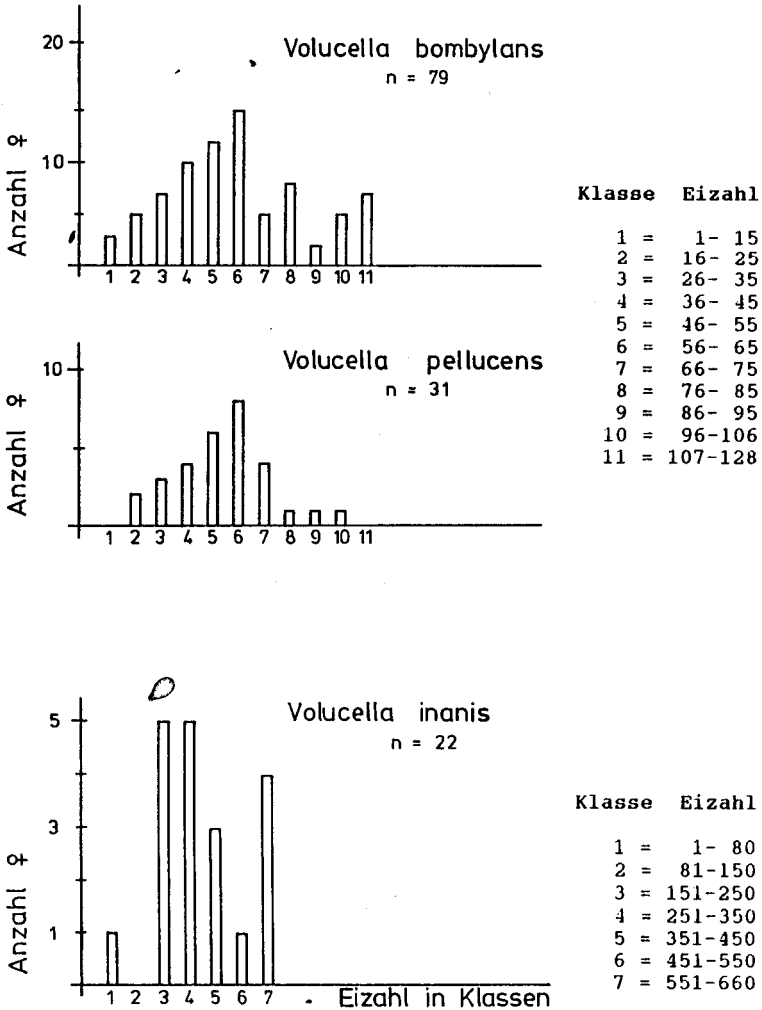 20
Volucella bombylans
n = 79
10
Anzahl ♀
1 2 3 4 5 6 7 8 9 10 11
Klasse Eizahl
1 = 1- 15
2 = 16- 25
3 = 26- 35
4 = 36- 45
5 = 46- 55
6 = 56- 65
7 = 66- 75
8 = 76- 85
9 = 86- 95
10 = 96-106
11 = 107-128
10
Volucella pellucens
n = 31
Anzahl ♀
1 2 3 4 5 6 7 8 9 10 11
5
Volucella inanis
n = 22
3
1
Anzahl ♀
1 2 3 4 5 6 7
Eizahl in Klassen
Klasse Eizahl
1 = 1- 80
2 = 81-150
3 = 151-250
4 = 251-350
5 = 351-450
6 = 451-550
7 = 551-660